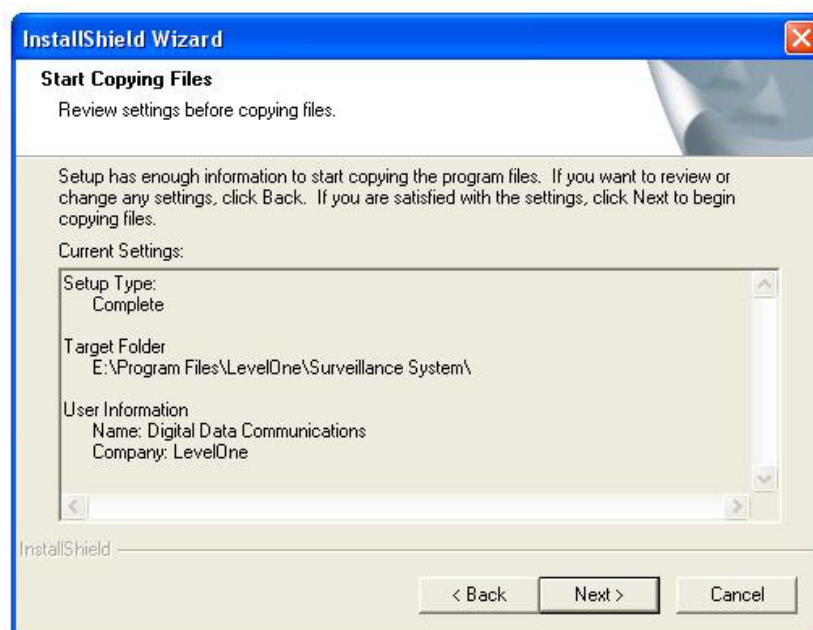 InstallShield Wizard
Start Copying Files
Review settings before copying files.
Setup has enough information to start copying the program files.  If you want to review or
change any settings, click Back.  If you are satisfied with the settings, click Next to begin
copying files.
Current Settings:
Setup Type:
Complete
Target Folder
E:\Program Files\LevelOne\Surveillance System\
User Information
Name: Digital Data Communications
Company: LevelOne
InstallShield
< Back
Next >
Cancel